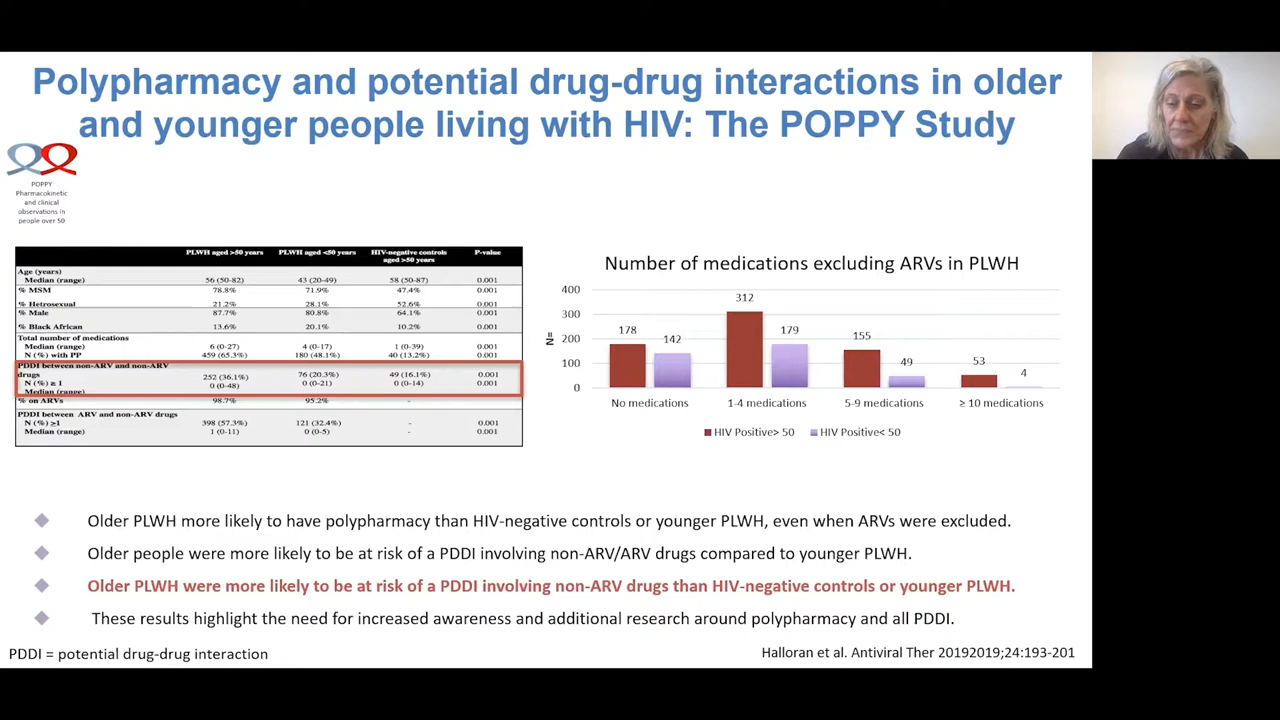 Polypharmacy and potential drug-drug interactions in older
and younger people living with HIV: The POPPY Study
POPPY
Pharmacokinetic
and clinical
observations in
people over 50
PLWH aged >50 years PLWH aged <50 years HIV-negative controls aged >50 years P-value
Age (years)
Median (range) 56 (50-82) 43 (20-49) 58 (50-87) 0.001
% MSM 78.8% 71.9% 47.4% 0.001
% Hetrosexual 21.2% 28.1% 52.6% 0.001
% Male 87.7% 80.8% 64.1% 0.001
% Black African 13.6% 20.1% 10.2% 0.001
Total number of medications
Median (range) 6 (0-27) 4 (0-17) 1 (0-39) 0.001
N (%) with PP 459 (65.3%) 180 (48.1%) 40 (13.2%) 0.001
PDDI between non-ARV and non-ARV
drugs 252 (36.1%) 76 (20.3%) 49 (16.1%) 0.001
N (%) ≥ 1 0 (0-48) 0 (0-21) 0 (0-14) 0.001
Median (range)
% on ARVs 98.7% 95.2% -
PDDI between ARV and non-ARV drugs
N (%) ≥1 398 (57.3%) 121 (32.4%) - 0.001
Median (range) 1 (0-11) 0 (0-5) - 0.001
Number of medications excluding ARVs in PLWH
N=
400
300
200
100
0
178 142 312 179 155 49 53 4
No medications 1-4 medications 5-9 medications ≥ 10 medications
HIV Positive> 50 HIV Positive< 50
Older PLWH more likely to have polypharmacy than HIV-negative controls or younger PLWH, even when ARVs were excluded.
Older people were more likely to be at risk of a PDDI involving non-ARV/ARV drugs compared to younger PLWH.
Older PLWH were more likely to be at risk of a PDDI involving non-ARV drugs than HIV-negative controls or younger PLWH.
These results highlight the need for increased awareness and additional research around polypharmacy and all PDDI.
PDDI = potential drug-drug interaction
Halloran et al. Antiviral Ther 20192019;24:193-201